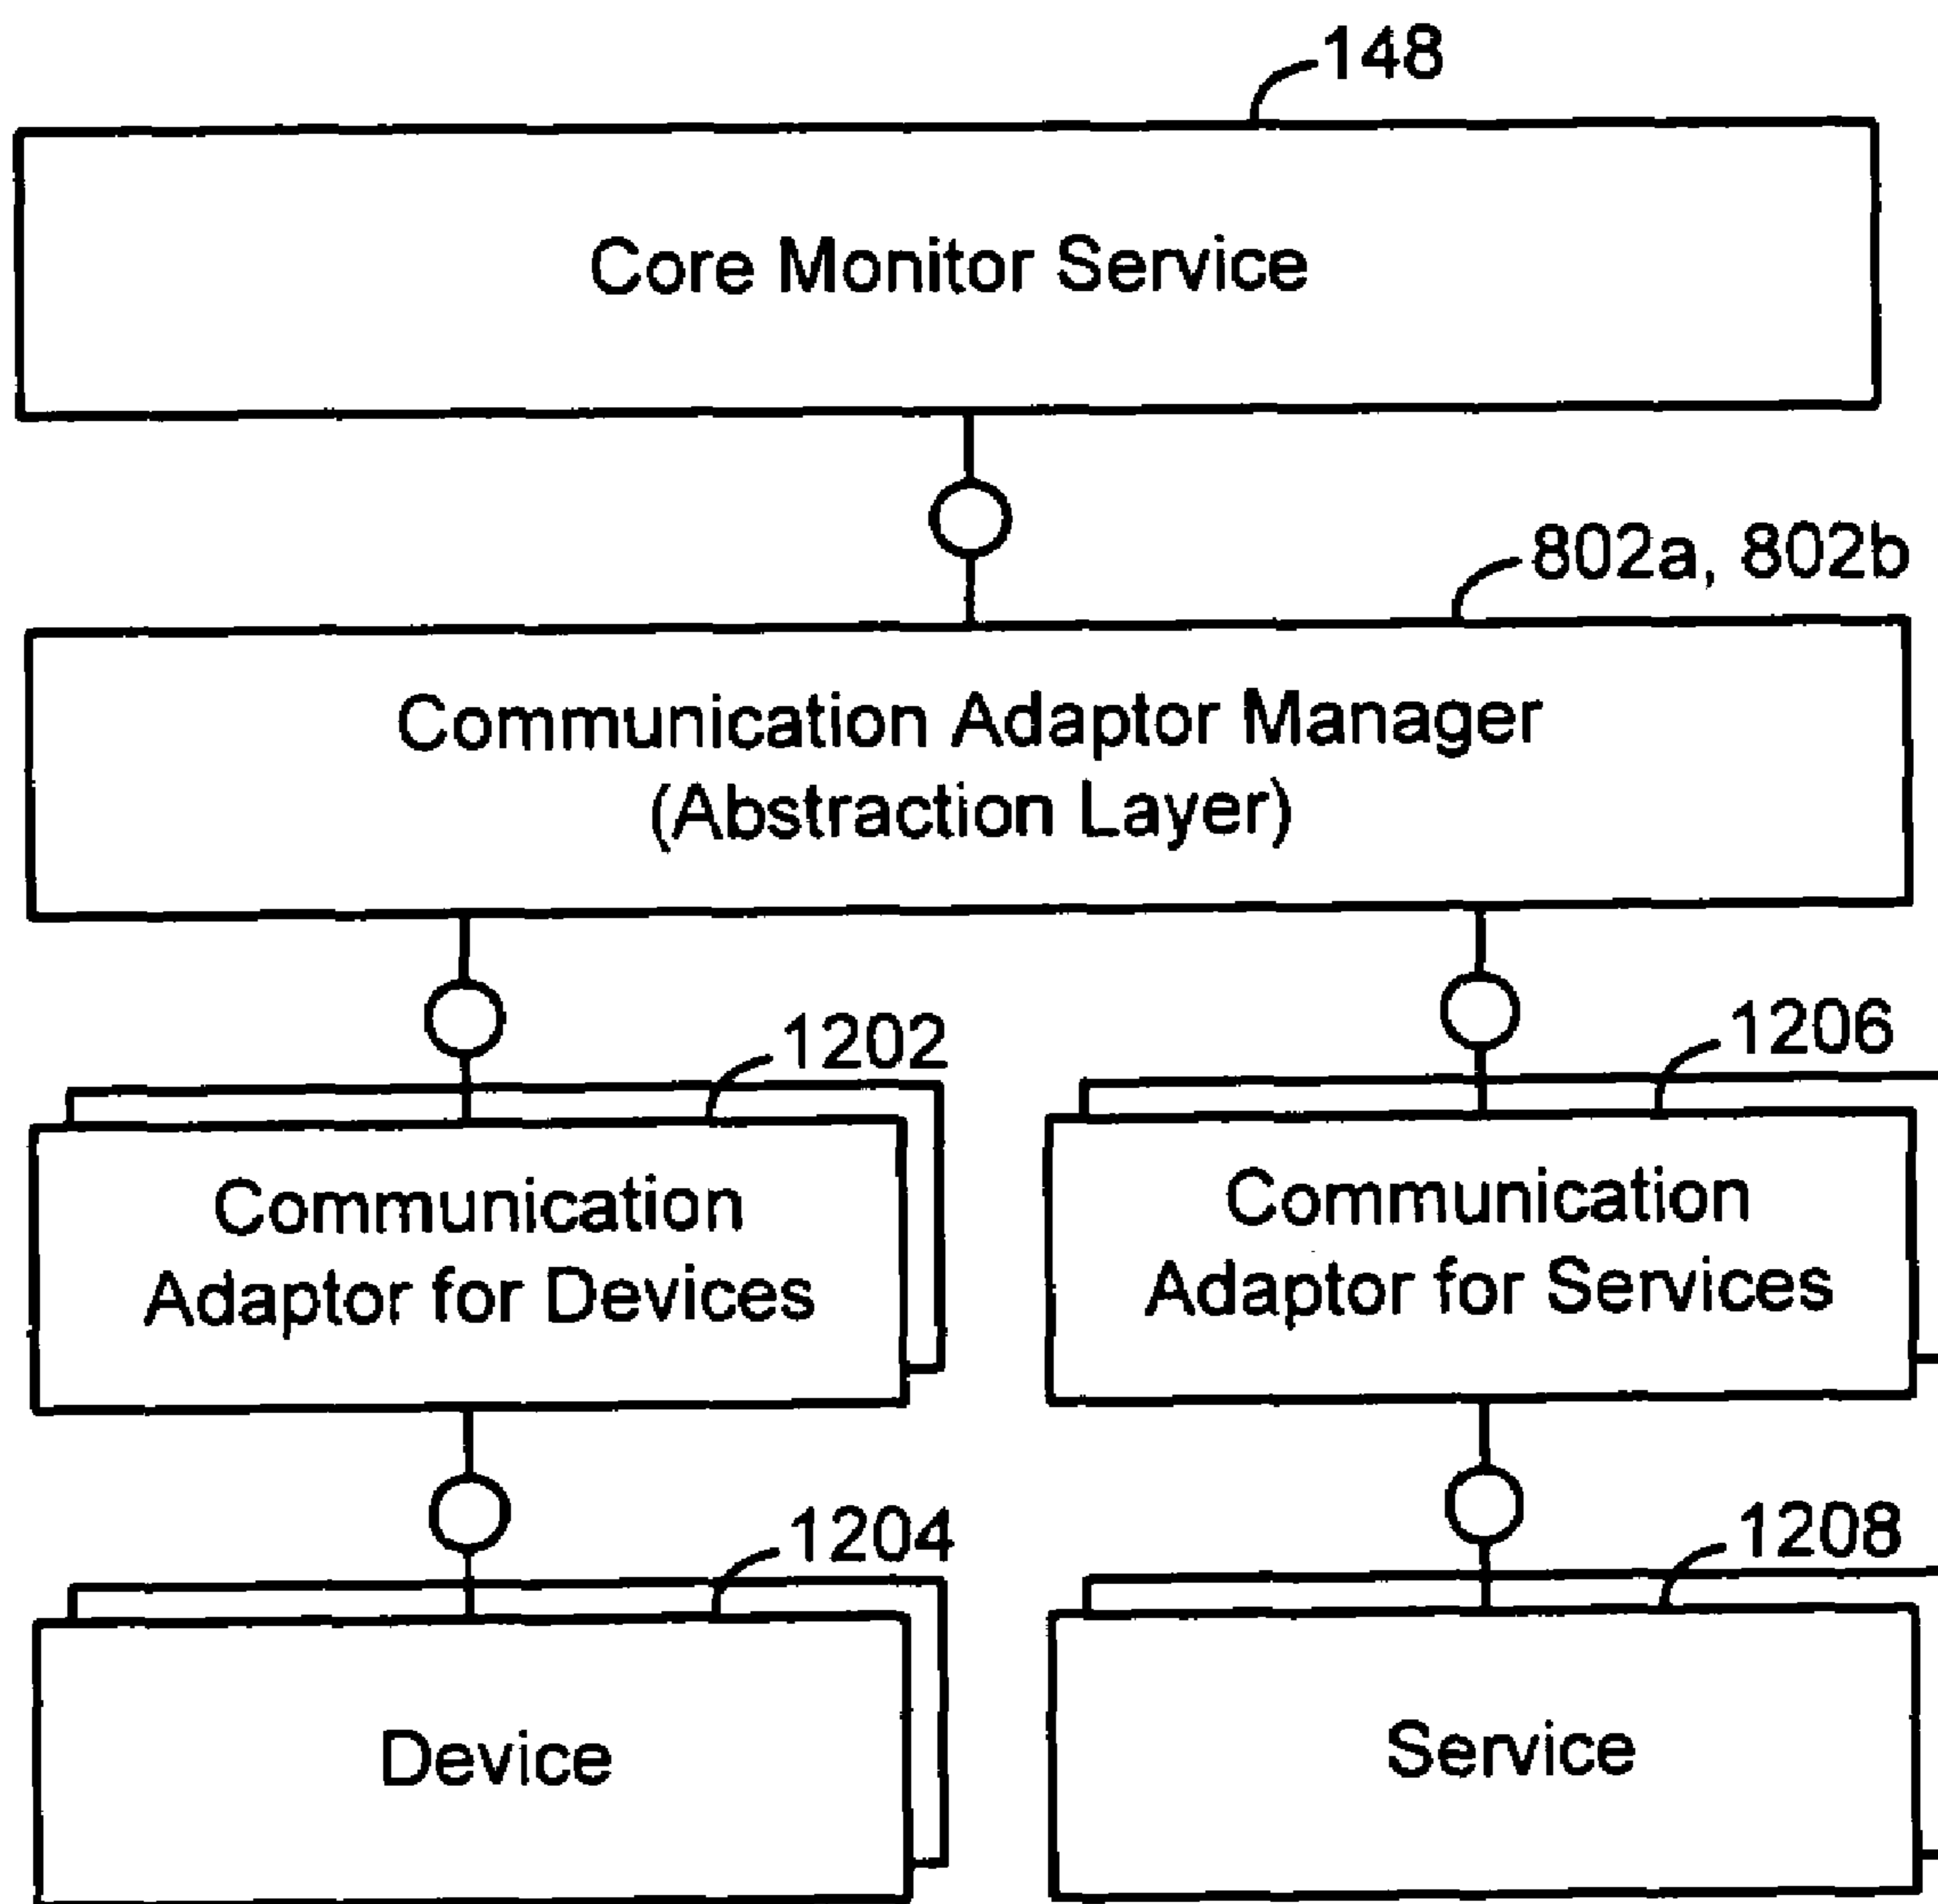 148
Core Monitor Service
802a, 802b
Communication Adaptor Manager
(Abstraction Layer)
1202
Communication
Adaptor for Devices
1206
Communication
Adaptor for Services
1204
Device
1208
Service